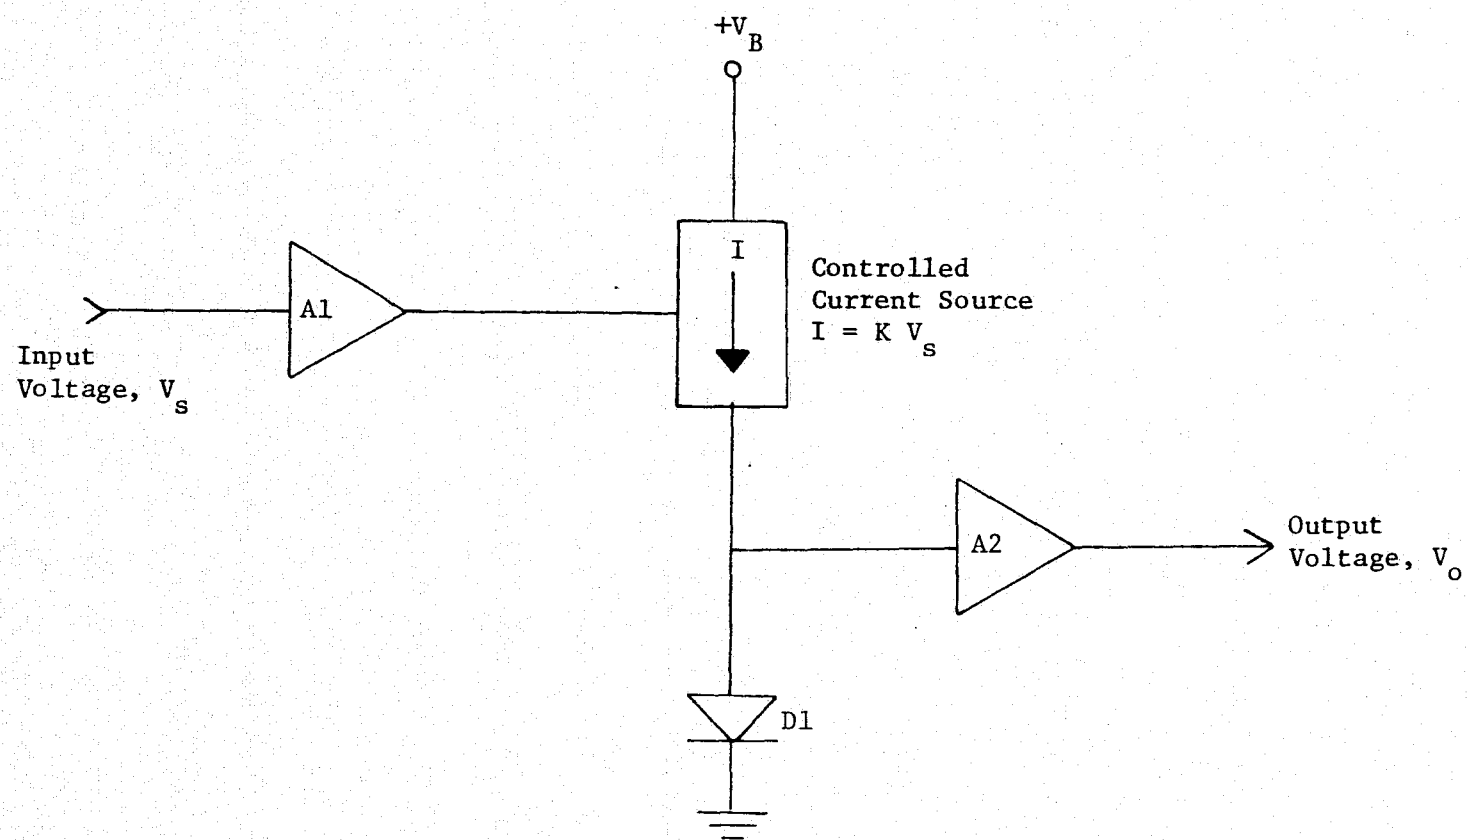 +V_B
I
Controlled
Current Source
I = K V_s
A1
Input
Voltage, V_s
A2
Output
Voltage, V_o
D1